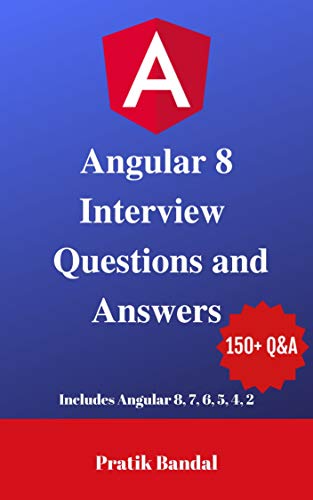 A
Angular 8
Interview
Questions and
Answers
150+ Q&A
Includes Angular 8, 7, 6, 5, 4, 2
Pratik Bandal